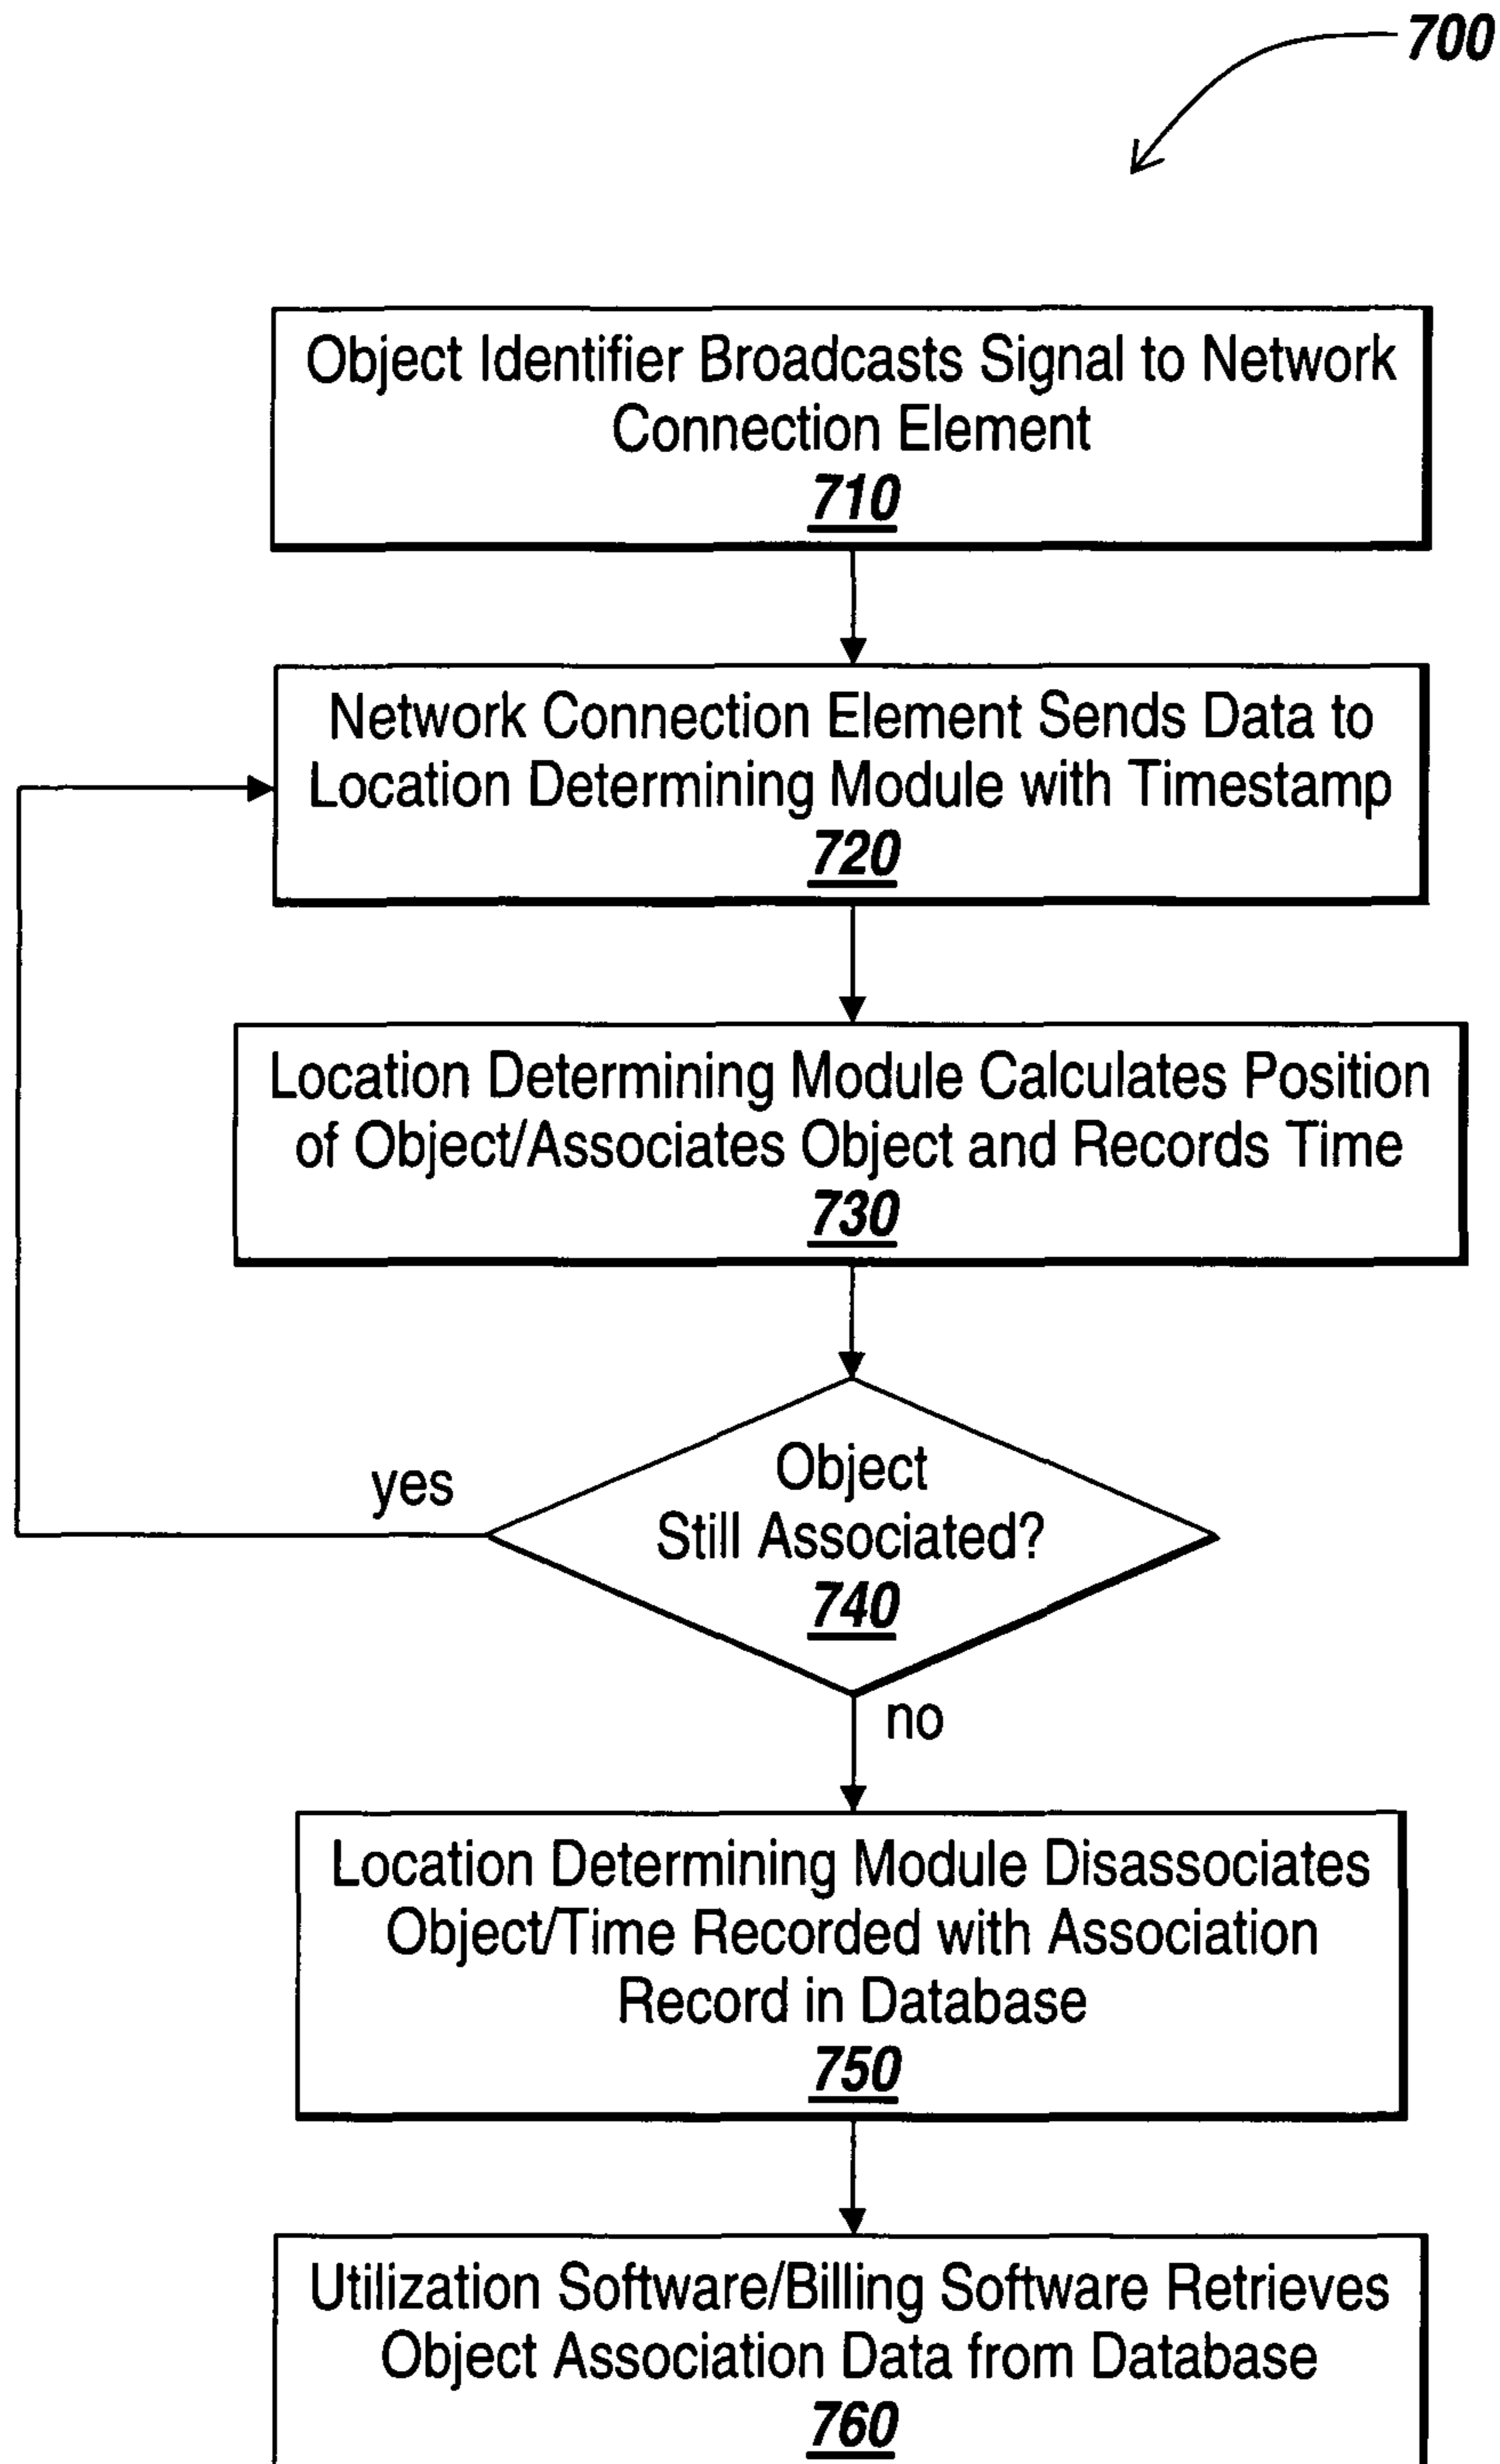 700
Object Identifier Broadcasts Signal to Network
Connection Element
710
Network Connection Element Sends Data to
Location Determining Module with Timestamp
720
Location Determining Module Calculates Position
of Object/Associates Object and Records Time
730
Object
Still Associated?
740
yes
no
Location Determining Module Disassociates
Object/Time Recorded with Association
Record in Database
750
Utilization Software/Billing Software Retrieves
Object Association Data from Database
760